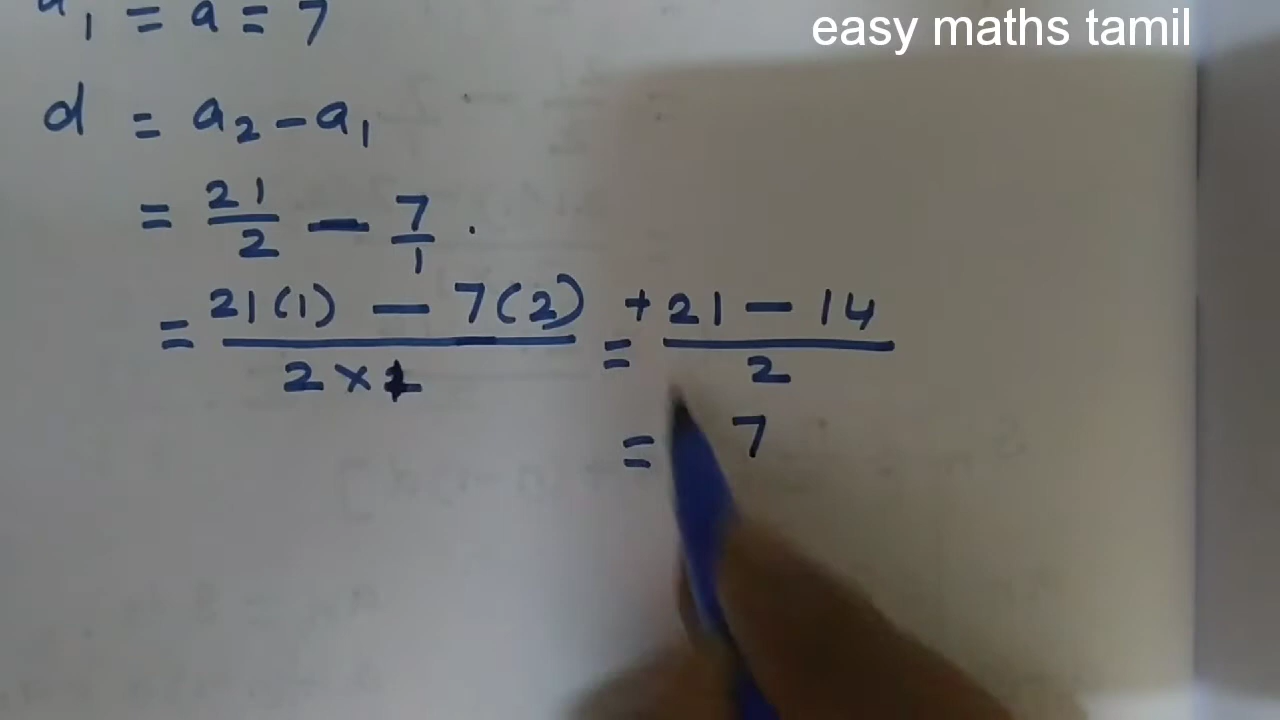 easy maths tamil
a₁ = a = 7
d = a₂ - a₁
= 21/2 - 7/1
= 21(1) - 7(2) / 2×1 = +21 - 14 / 2
= 7